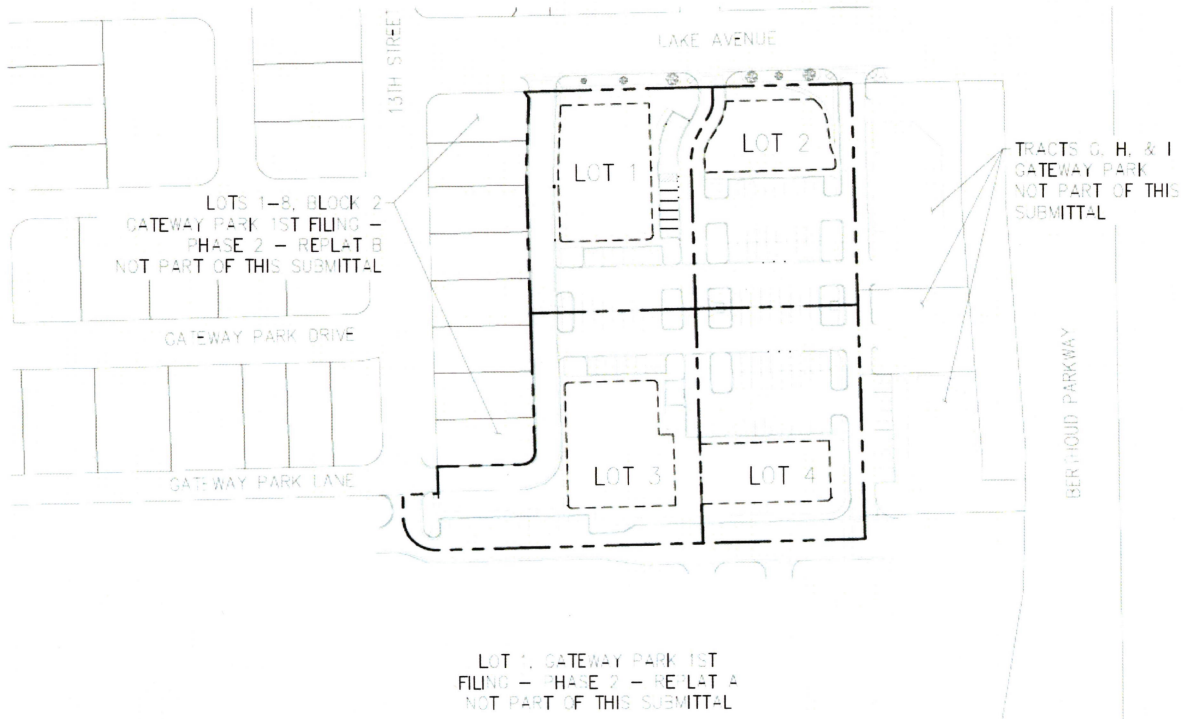 LAKE AVENUE
13TH STREET
LOT 1
LOT 2
TRACTS G, H, & I
GATEWAY PARK
NOT PART OF THIS
SUBMITTAL
LOTS 1-8, BLOCK 2
GATEWAY PARK 1ST FILING -
PHASE 2 - REPLAT B
NOT PART OF THIS SUBMITTAL
GATEWAY PARK DRIVE
BERTHOUD PARKWAY
LOT 3
LOT 4
GATEWAY PARK LANE
LOT 1, GATEWAY PARK 1ST
FILING - PHASE 2 - REPLAT A
NOT PART OF THIS SUBMITTAL